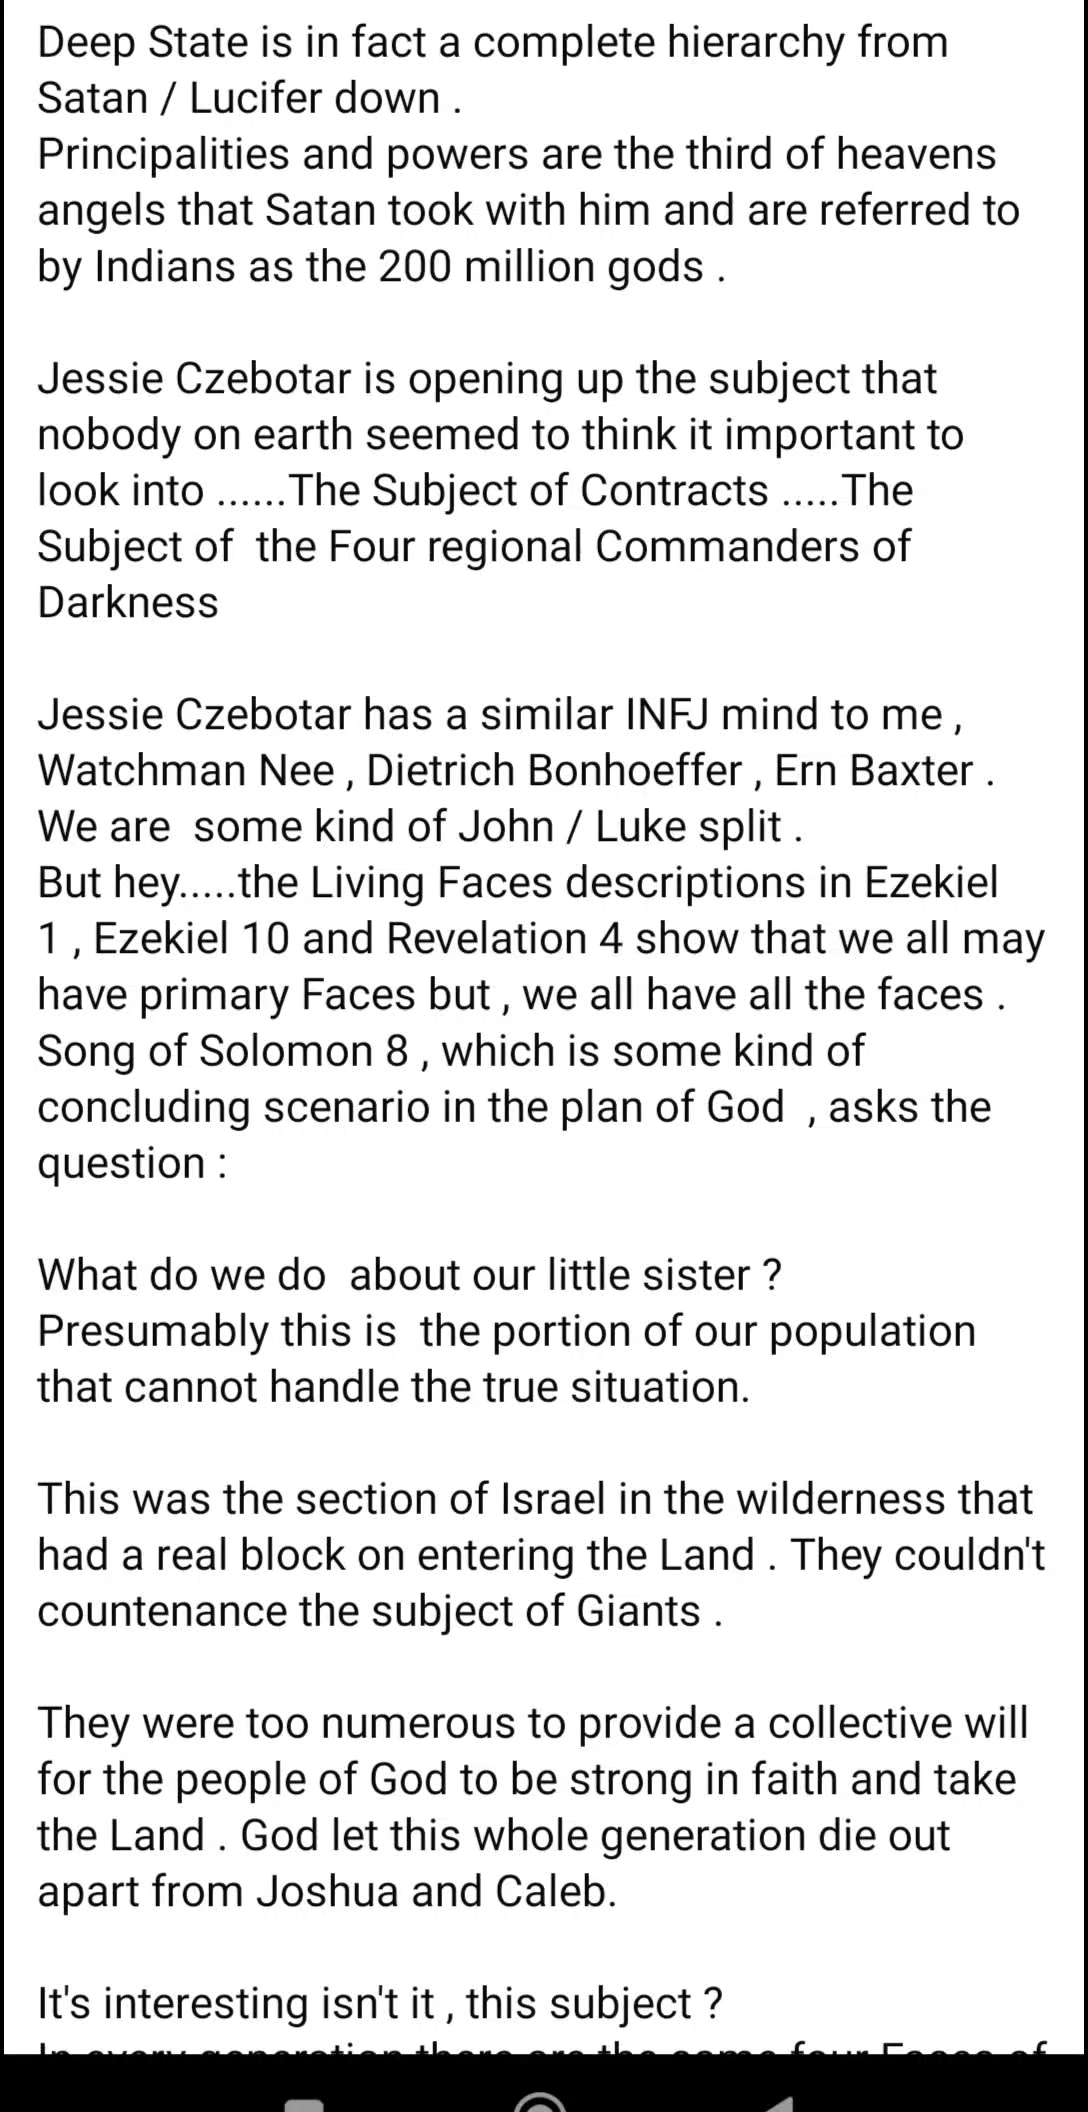 Deep State is in fact a complete hierarchy from
Satan / Lucifer down .
Principalities and powers are the third of heavens
angels that Satan took with him and are referred to
by Indians as the 200 million gods .
Jessie Czebotar is opening up the subject that
nobody on earth seemed to think it important to
look into ......The Subject of Contracts .....The
Subject of  the Four regional Commanders of
Darkness
Jessie Czebotar has a similar INFJ mind to me ,
Watchman Nee , Dietrich Bonhoeffer , Ern Baxter .
We are  some kind of John / Luke split .
But hey.....the Living Faces descriptions in Ezekiel
1 , Ezekiel 10 and Revelation 4 show that we all may
have primary Faces but , we all have all the faces .
Song of Solomon 8 , which is some kind of
concluding scenario in the plan of God  , asks the
question :
What do we do  about our little sister ?
Presumably this is  the portion of our population
that cannot handle the true situation.
This was the section of Israel in the wilderness that
had a real block on entering the Land . They couldn't
countenance the subject of Giants .
They were too numerous to provide a collective will
for the people of God to be strong in faith and take
the Land . God let this whole generation die out
apart from Joshua and Caleb.
It's interesting isn't it , this subject ?
In every generation there are the same four Faces of